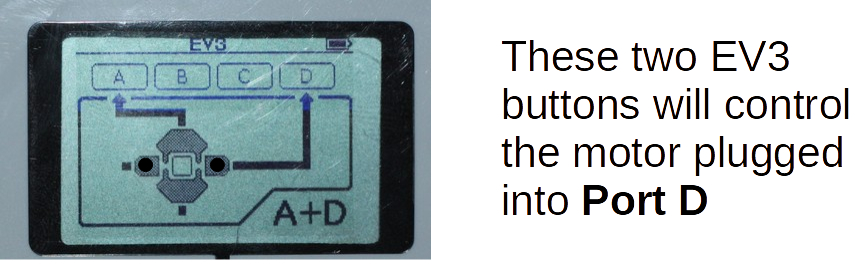 EV3
A B C D
A+D
These two EV3
buttons will control
the motor plugged
into Port D